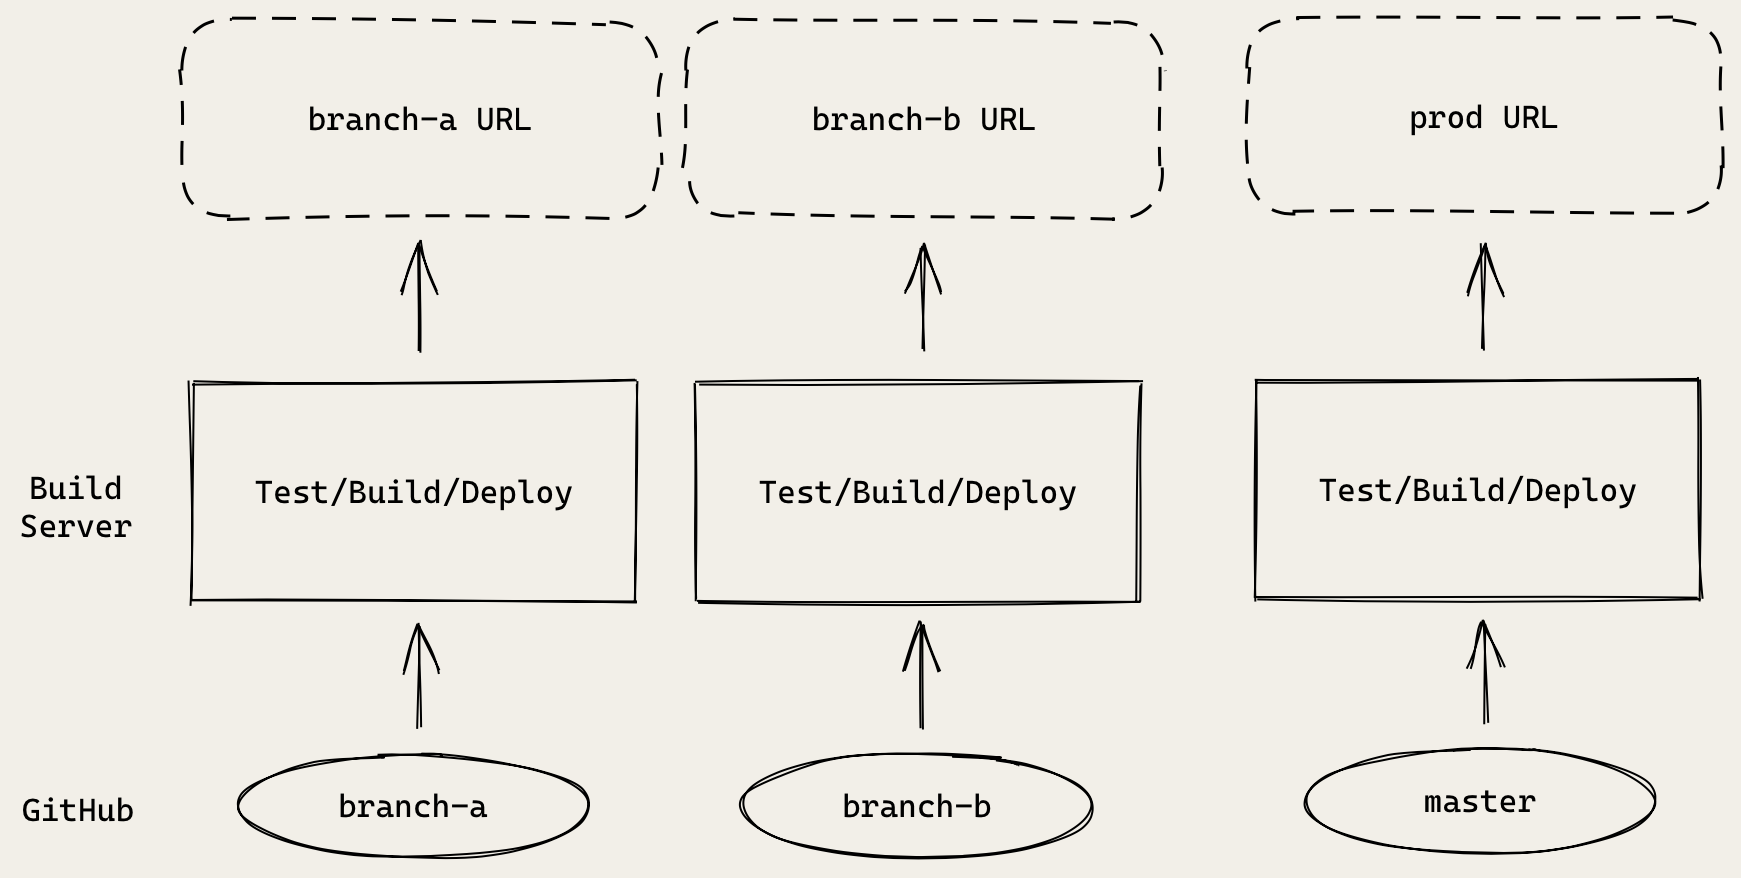 branch-a URL
branch-b URL
prod URL
Build
Server
Test/Build/Deploy
Test/Build/Deploy
Test/Build/Deploy
GitHub
branch-a
branch-b
master